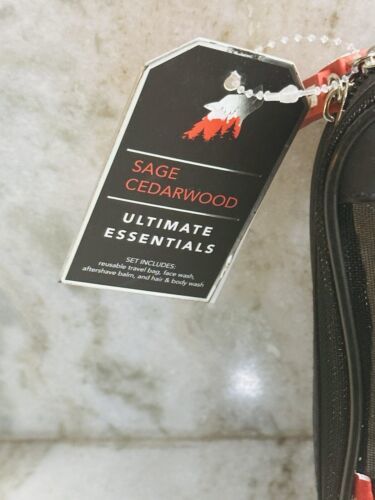 SAGE
CEDARWOOD
ULTIMATE
ESSENTIALS
SET INCLUDES:
reusable travel bag, face wash,
aftershave balm, and hair & body wash